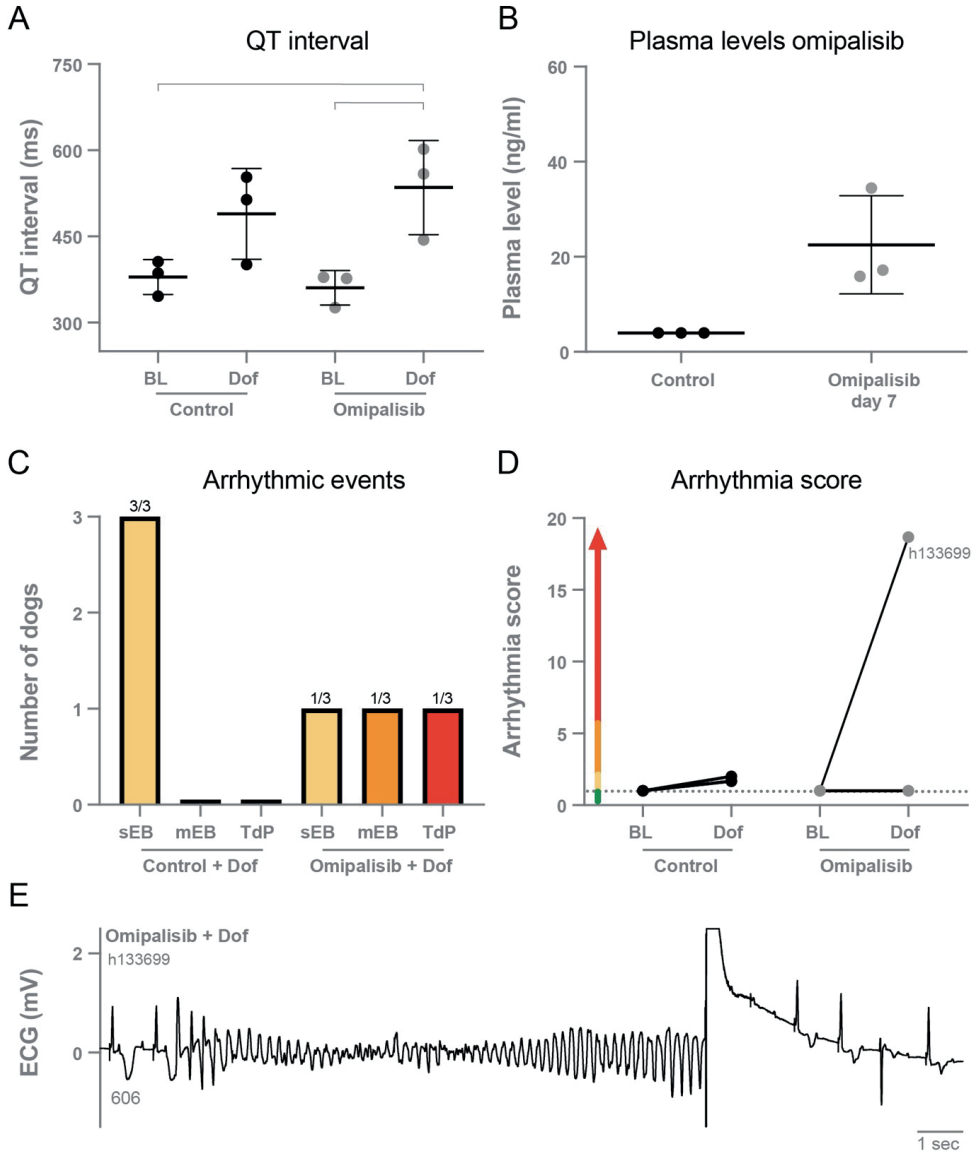 A
QT interval
QT interval (ms)
750
600
450
300
BL
Dof
BL
Dof
Control
Omipalisib
B
Plasma levels omipalisib
Plasma level (ng/ml)
60
40
20
0
Control
Omipalisib
day 7
C
Arrhythmic events
Number of dogs
3
2
1
0
3/3
1/3
1/3
1/3
sEB
mEB
TdP
sEB
mEB
TdP
Control + Dof
Omipalisib + Dof
D
Arrhythmia score
Arrhythmia score
20
15
10
5
0
h133699
BL
Dof
BL
Dof
Control
Omipalisib
E
Omipalisib + Dof
h133699
ECG (mV)
2
0
606
1 sec